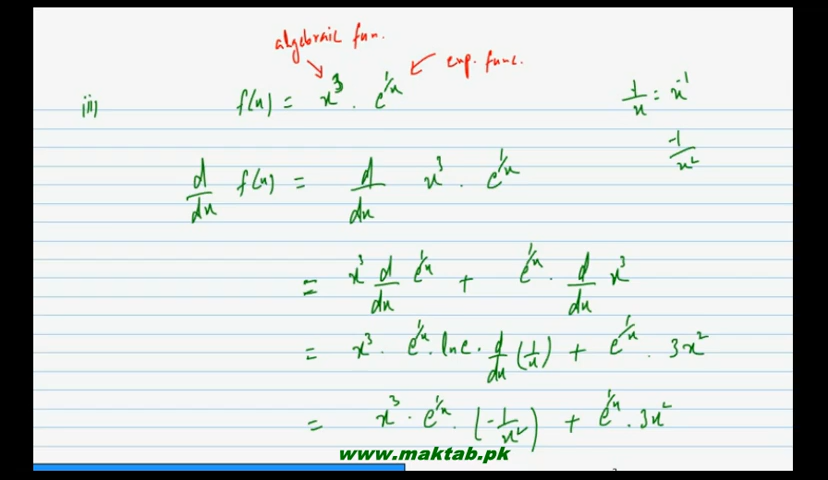 algebraic fun.
exp. func.
iii) f(x) = x³ · e^(1/x)
1/x = x⁻¹
-1/x²
d/dx f(x) = d/dx x³ · e^(1/x)
= x³ d/dx e^(1/x) + e^(1/x) · d/dx x³
= x³ · e^(1/x) · ln e · d/dx (1/x) + e^(1/x) · 3x²
= x³ · e^(1/x) · (-1/x²) + e^(1/x) · 3x²
www.maktab.pk